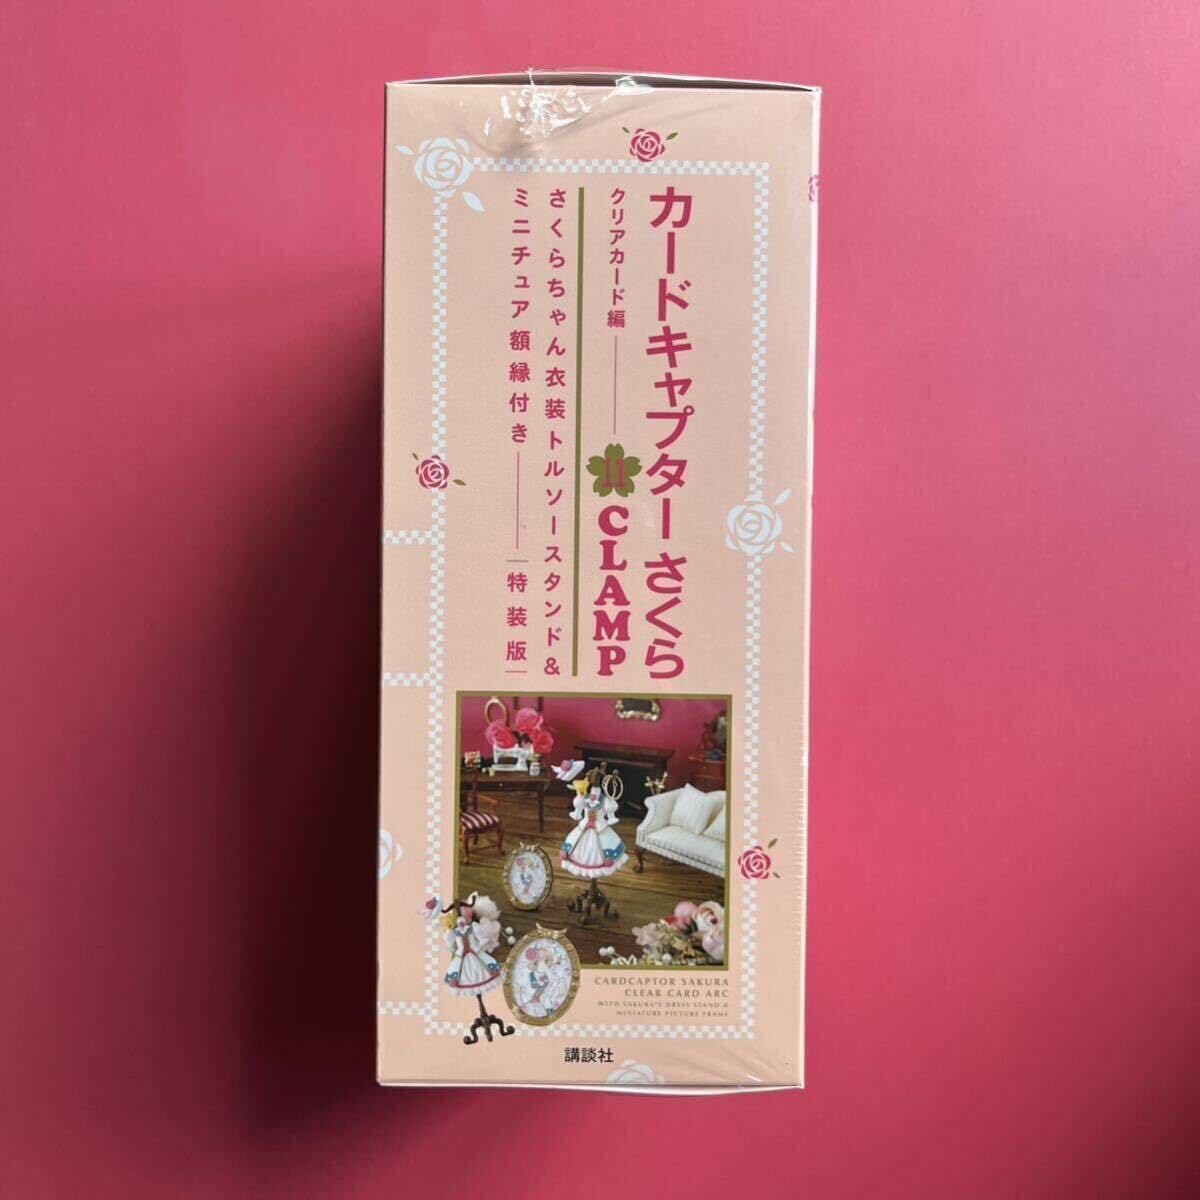 カードキャプターさくら
クリアカード編
11
CLAMP
さくらちゃん衣装トルソースタンド&
ミニチュア額縁付き
特装版
CARDCAPTOR SAKURA
CLEAR CARD ARC
WITH SAKURA'S DRESS STAND &
MINIATURE PICTURE FRAME
講談社